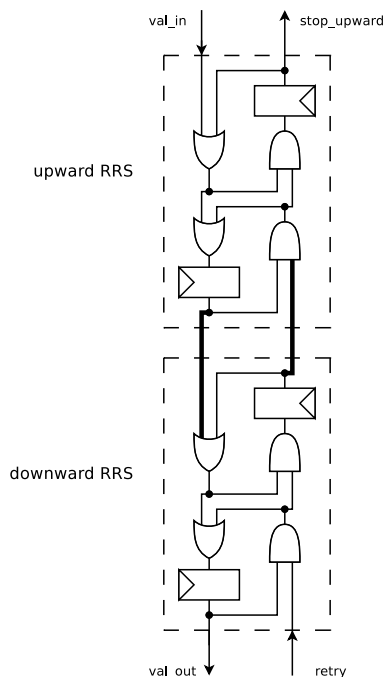 val_in
stop_upward
upward RRS
downward RRS
val_out
retry